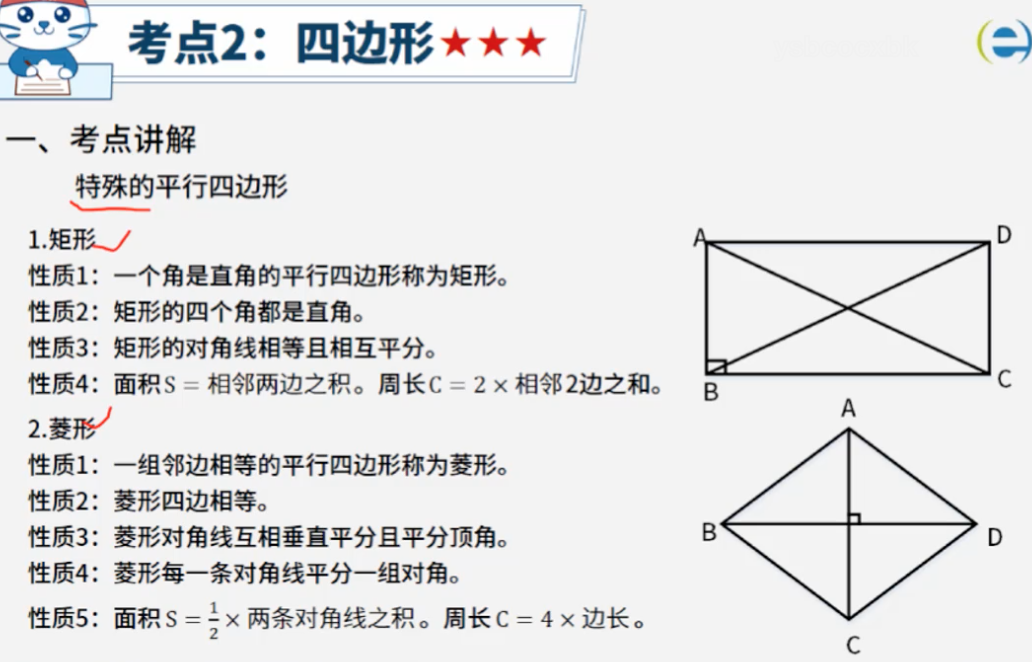 考点2：四边形★★★
一、考点讲解
特殊的平行四边形
1.矩形
性质1：一个角是直角的平行四边形称为矩形。
性质2：矩形的四个角都是直角。
性质3：矩形的对角线相等且相互平分。
性质4：面积S = 相邻两边之积。周长C = 2 × 相邻2边之和。
A
D
B
C
2.菱形
性质1：一组邻边相等的平行四边形称为菱形。
性质2：菱形四边相等。
性质3：菱形对角线互相垂直平分且平分顶角。
性质4：菱形每一条对角线平分一组对角。
性质5：面积S = 1/2 × 两条对角线之积。周长C = 4 × 边长。
A
B
D
C